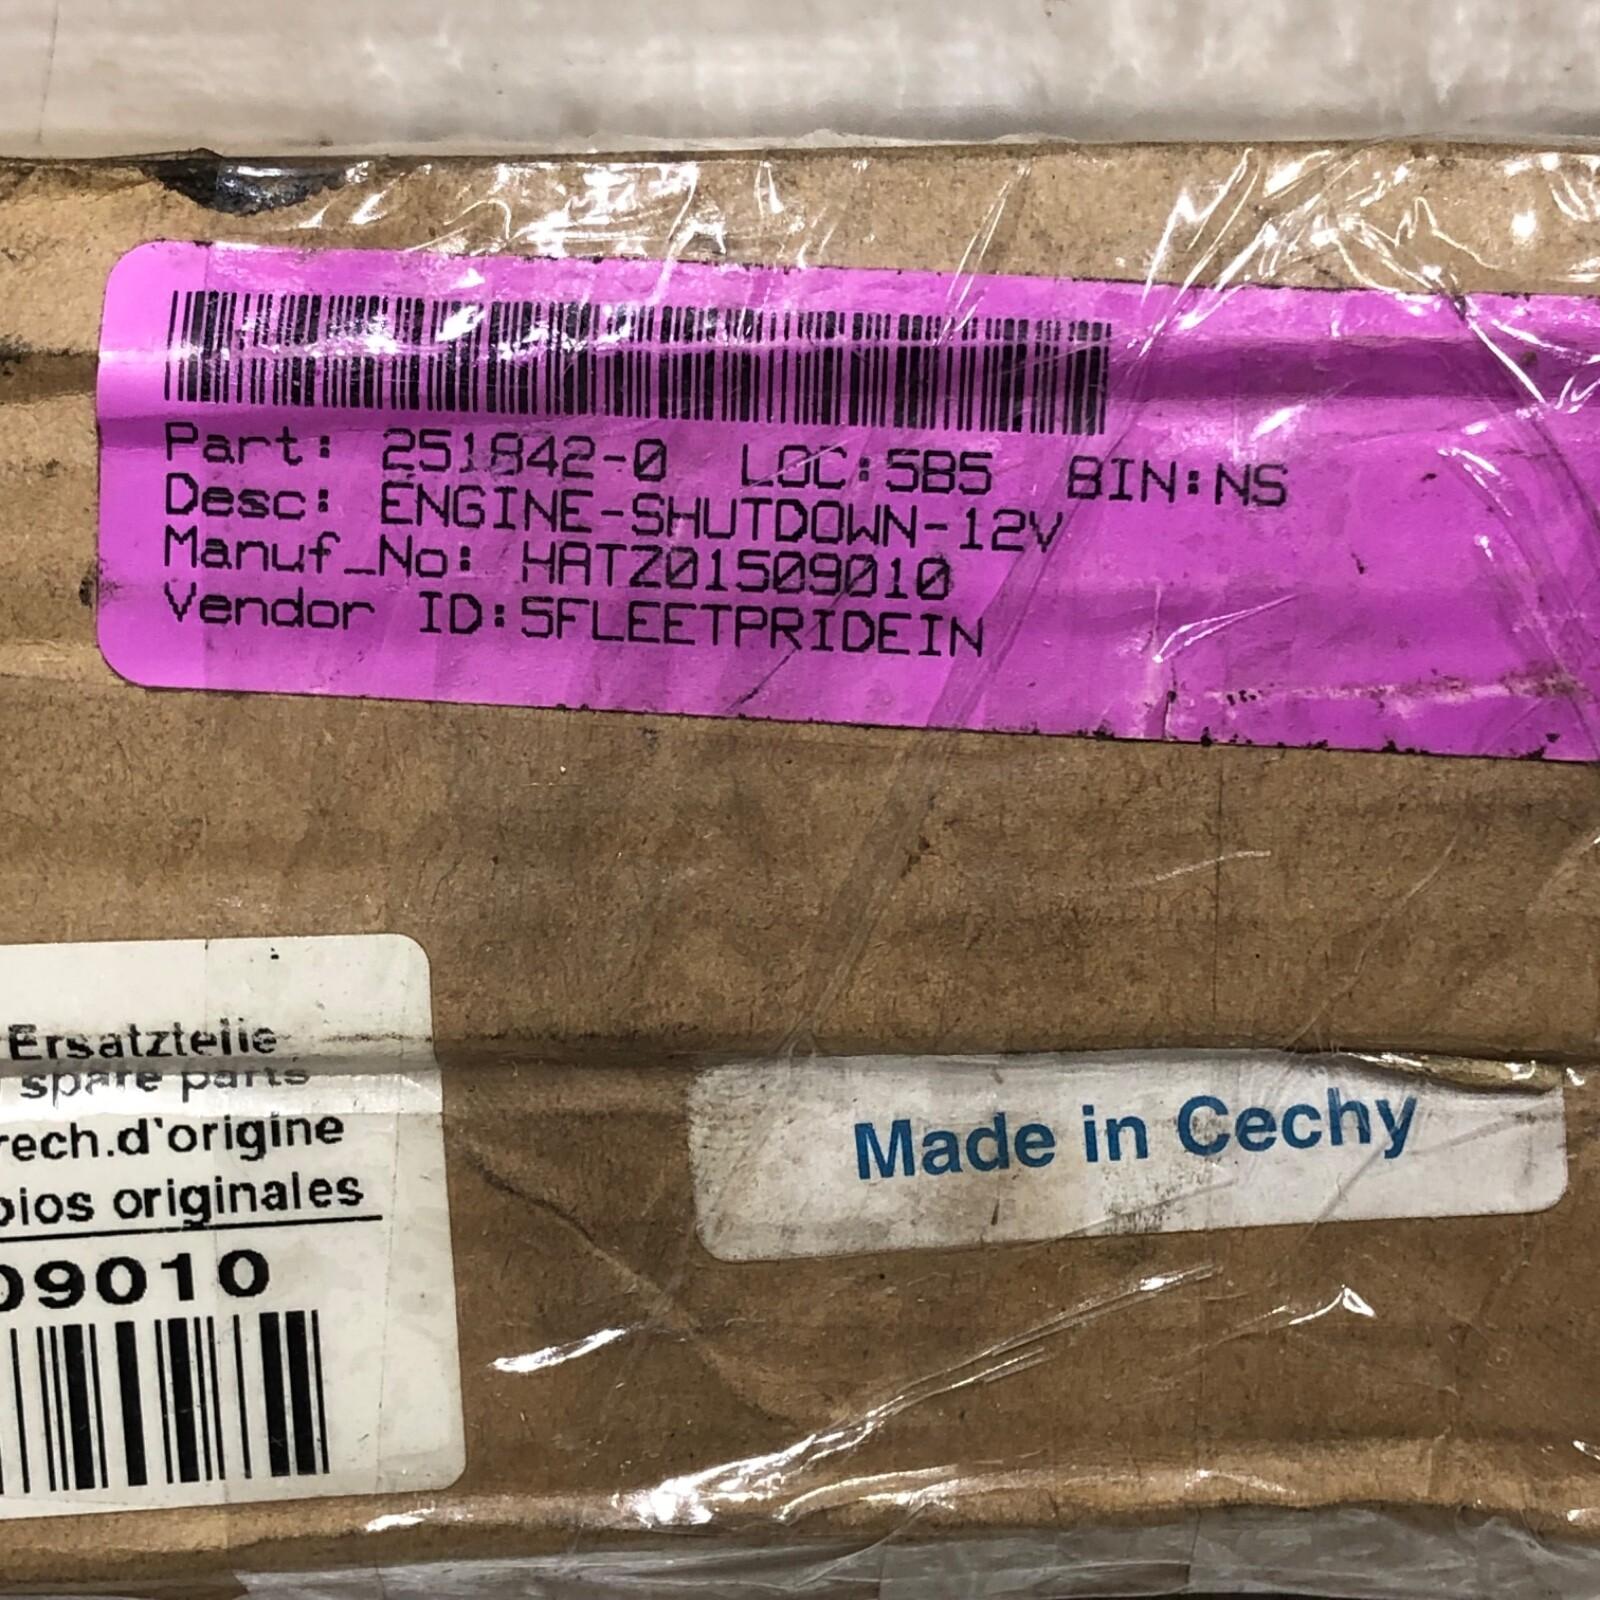 Part: 251842-0 LOC:5B5 BIN:NS
Desc: ENGINE-SHUTDOWN-12V
Manuf_No: HATZ01509010
Vendor ID:5FLEETPRIDEIN
Ersatzteile
spare parts
rech.d'origine
bios originales
09010
Made in Cechy